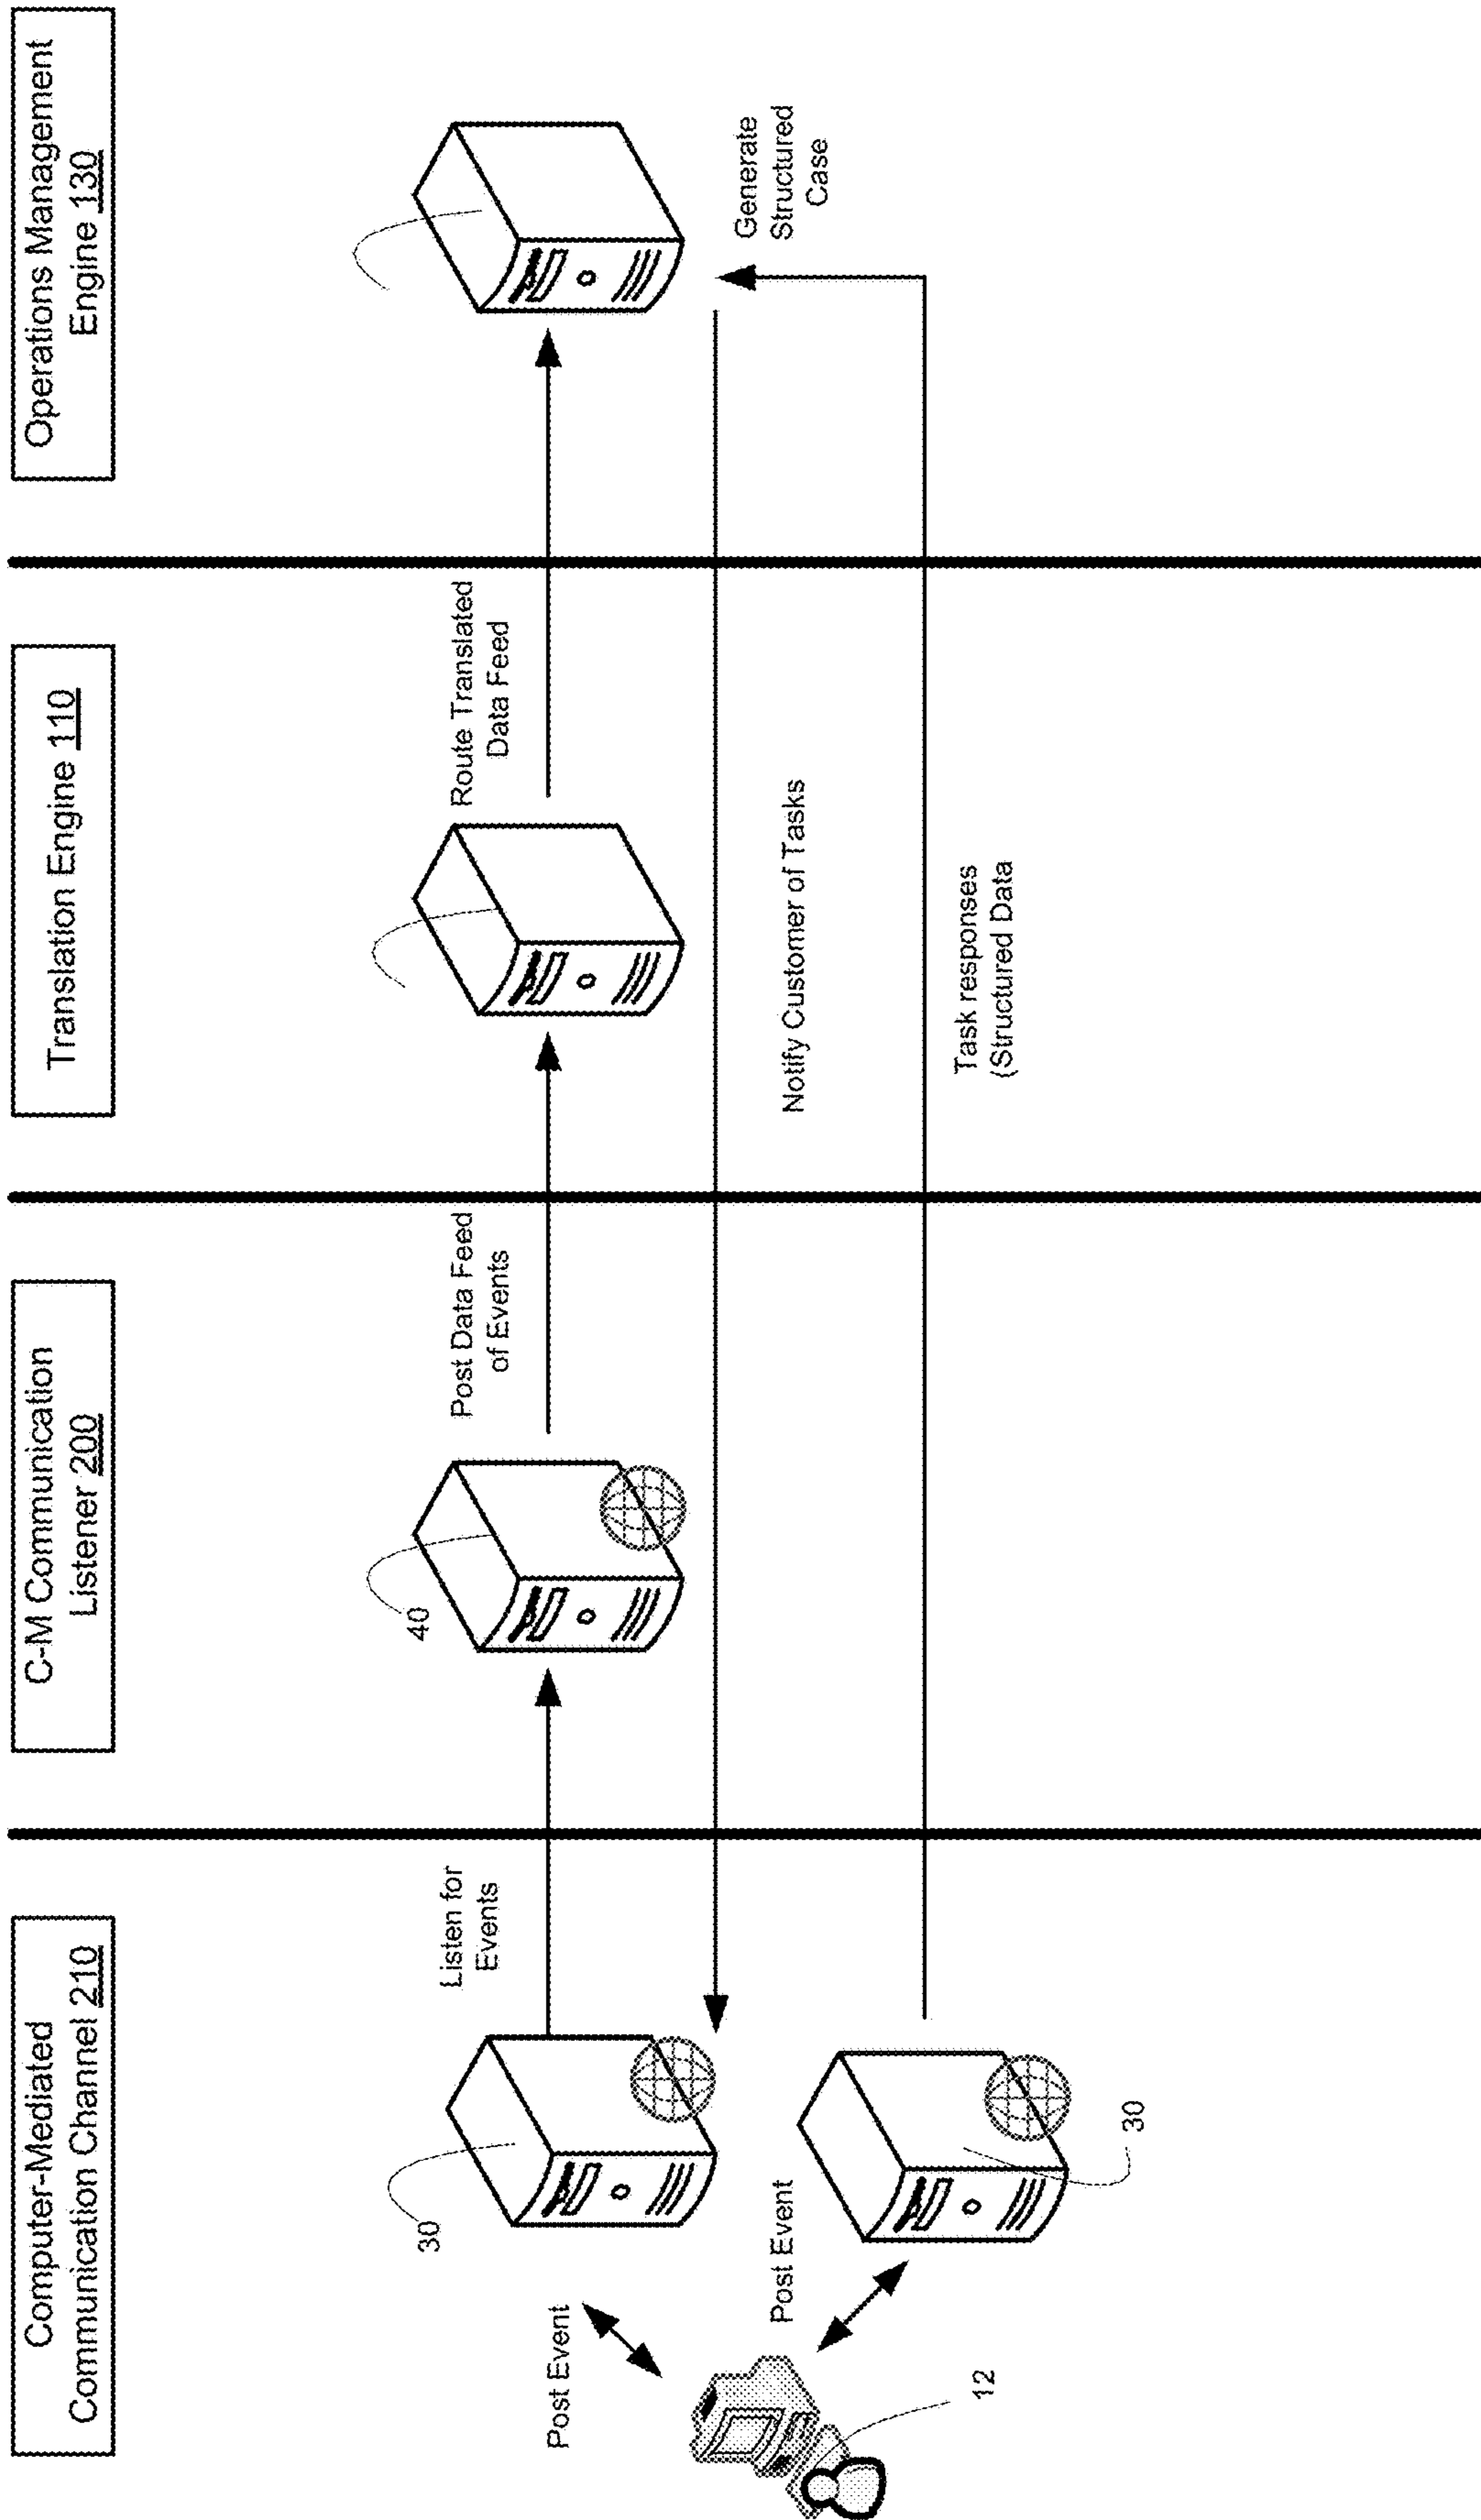 Computer-Mediated
Communication Channel 210
C-M Communication
Listener 200
Translation Engine 110
Operations Management
Engine 130
30
Listen for
Events
40
Post Data Feed
of Events
Route Translated
Data Feed
Post Event
Generate
Structured
Case
Post Event
Notify Customer of Tasks
12
30
Task responses
(Structured Data